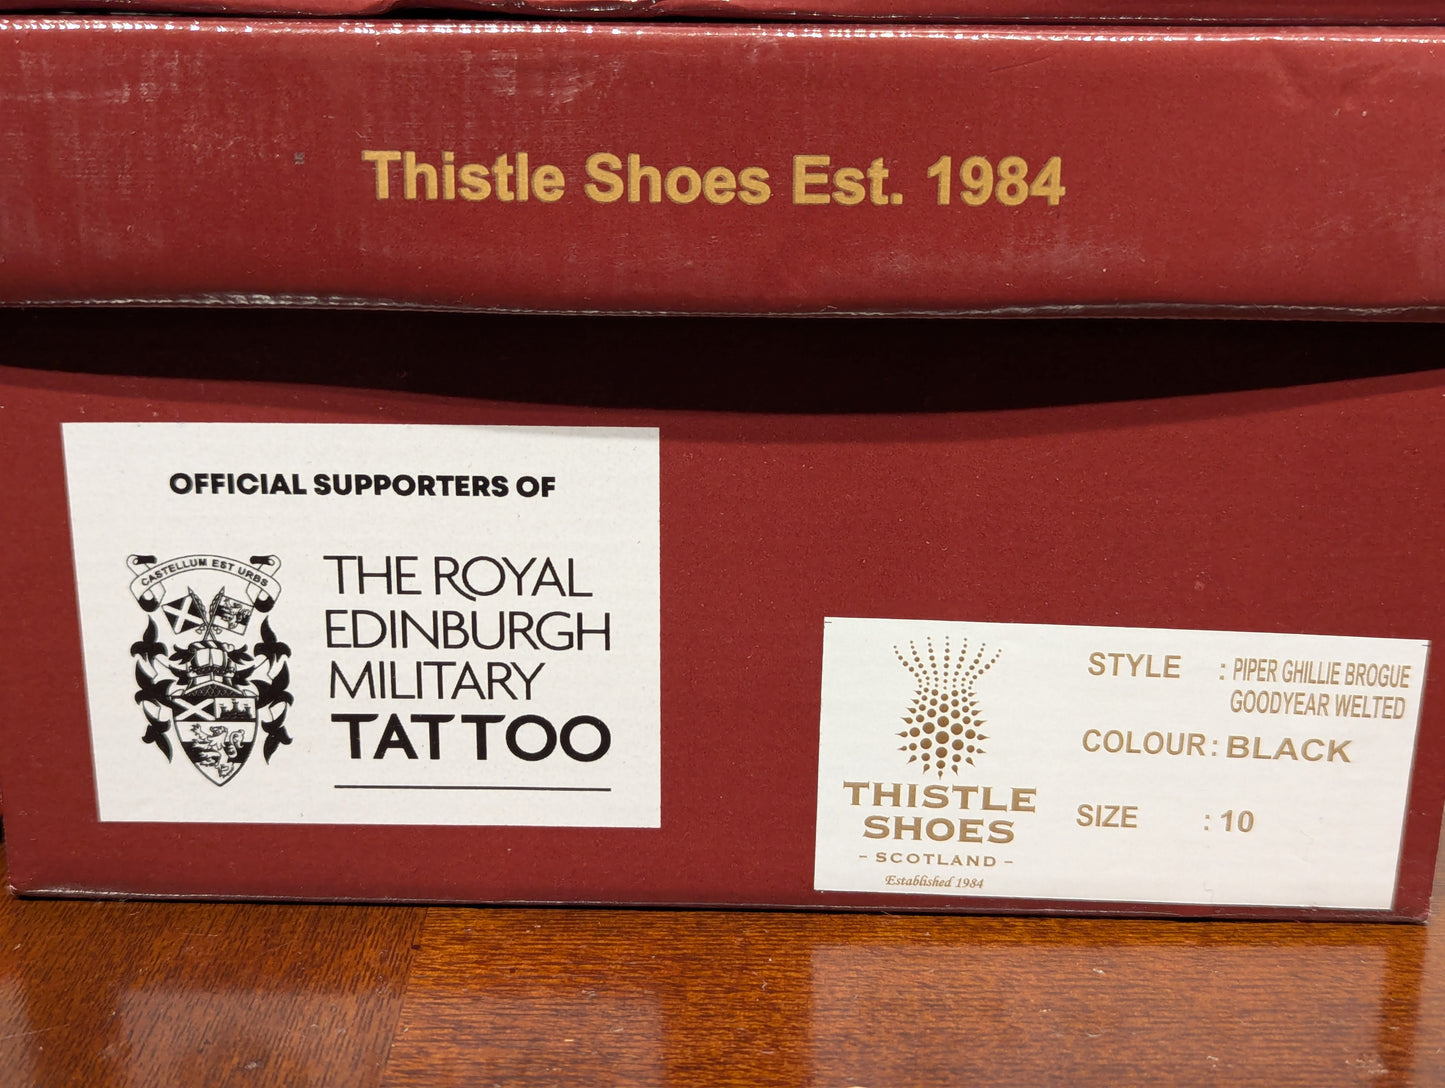 Thistle Shoes Est. 1984
OFFICIAL SUPPORTERS OF
CASTELLUM EST URBS
THE ROYAL
EDINBURGH
MILITARY
TATTOO
THISTLE
SHOES
- SCOTLAND -
Established 1984
STYLE : PIPER GHILLIE BROGUE
GOODYEAR WELTED
COLOUR : BLACK
SIZE : 10